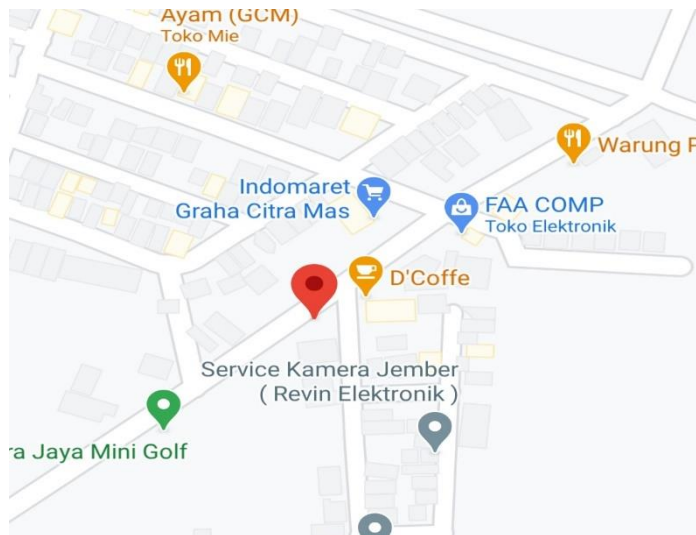 Ayam (GCM)
Toko Mie
Warung P
Indomaret
Graha Citra Mas
FAA COMP
Toko Elektronik
D'Coffe
Service Kamera Jember
( Revin Elektronik )
ra Jaya Mini Golf